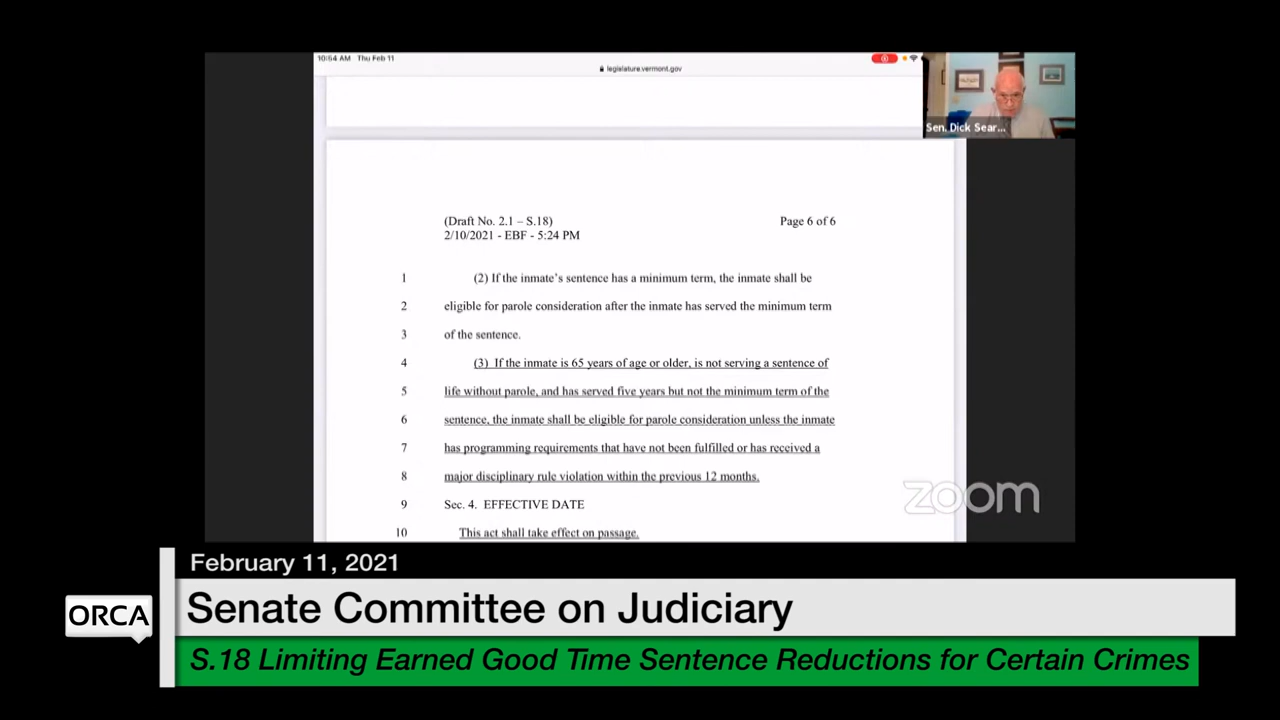 10:54 AM Thu Feb 11
legislature.vermont.gov
Sen. Dick Sear...
(Draft No. 2.1 – S.18) Page 6 of 6
2/10/2021 - EBF - 5:24 PM
1 (2) If the inmate's sentence has a minimum term, the inmate shall be
2 eligible for parole consideration after the inmate has served the minimum term
3 of the sentence.
4 (3) If the inmate is 65 years of age or older, is not serving a sentence of
5 life without parole, and has served five years but not the minimum term of the
6 sentence, the inmate shall be eligible for parole consideration unless the inmate
7 has programming requirements that have not been fulfilled or has received a
8 major disciplinary rule violation within the previous 12 months.
9 Sec. 4. EFFECTIVE DATE
10 This act shall take effect on passage.
zoom
February 11, 2021
ORCA
Senate Committee on Judiciary
S.18 Limiting Earned Good Time Sentence Reductions for Certain Crimes